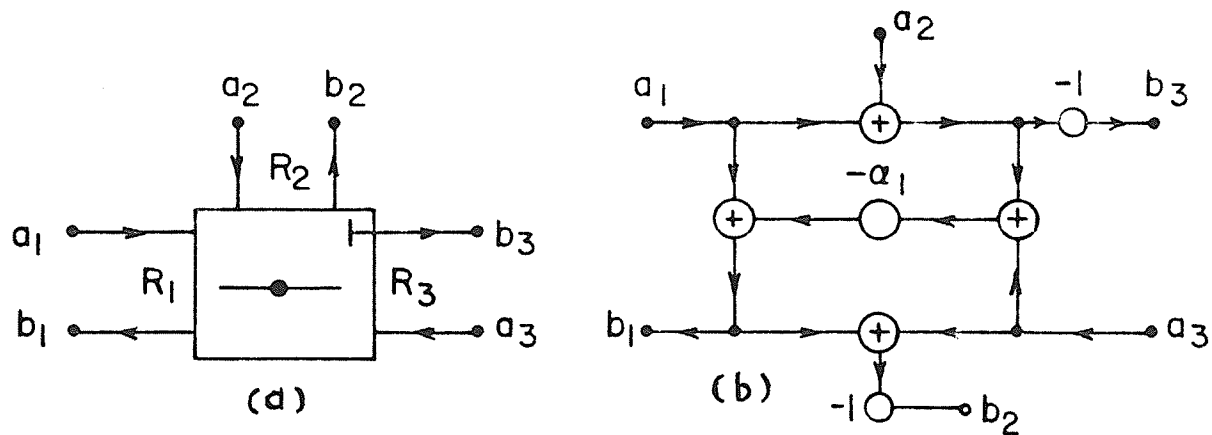 a2 b2
R2
a1 b3
R1 R3
b1 a3
(a)
a2
a1 -1 b3
+
-α1
+ +
b1 + a3
(b)
-1 b2